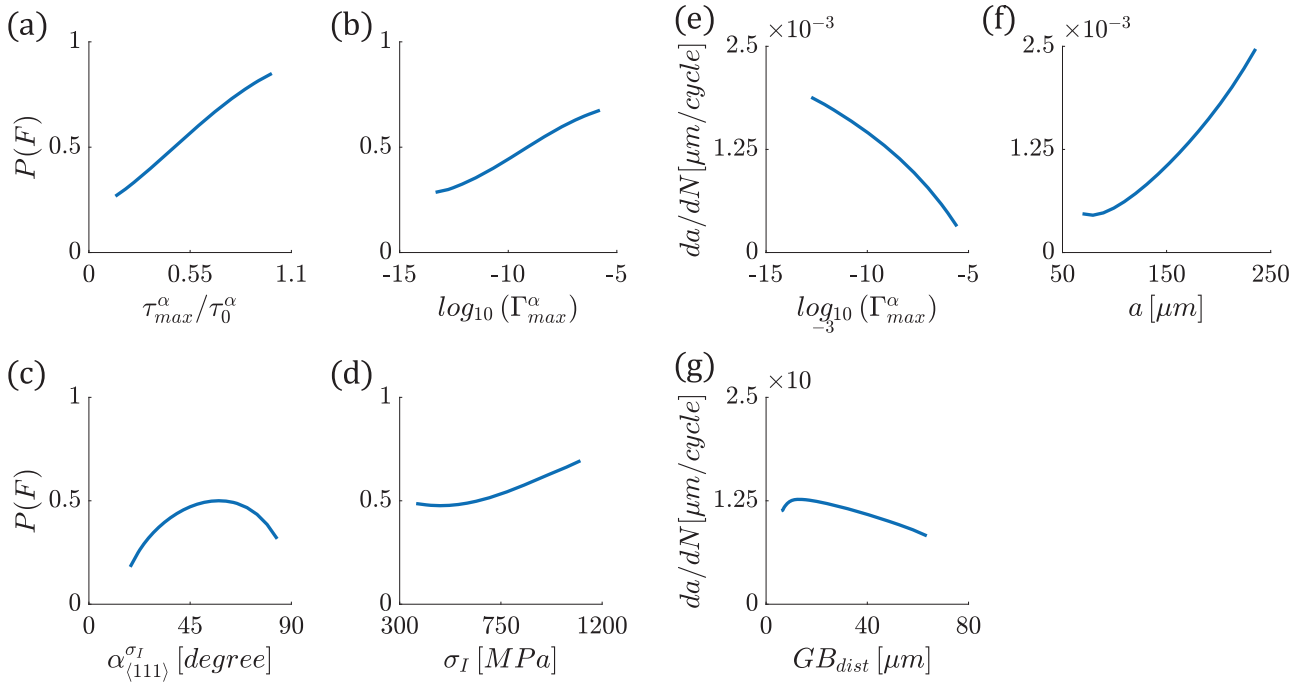 (a)
1
0.5
0
P(F)
0
0.55
1.1
τ^α_max/τ^α_0
(b)
1
0.5
0
-15
-10
-5
log10 (Γ^α_max)
(e)
×10^-3
2.5
1.25
0
da/dN[μm/cycle]
-15
-10
-5
log10 (Γ^α_max)
-3
(f)
×10^-3
2.5
1.25
0
50
150
250
a [μm]
(c)
1
0.5
0
P(F)
0
45
90
α^σI_⟨111⟩ [degree]
(d)
1
0.5
0
300
750
1200
σI [MPa]
(g)
×10
2.5
1.25
0
da/dN[μm/cycle]
0
40
80
GBdist [μm]